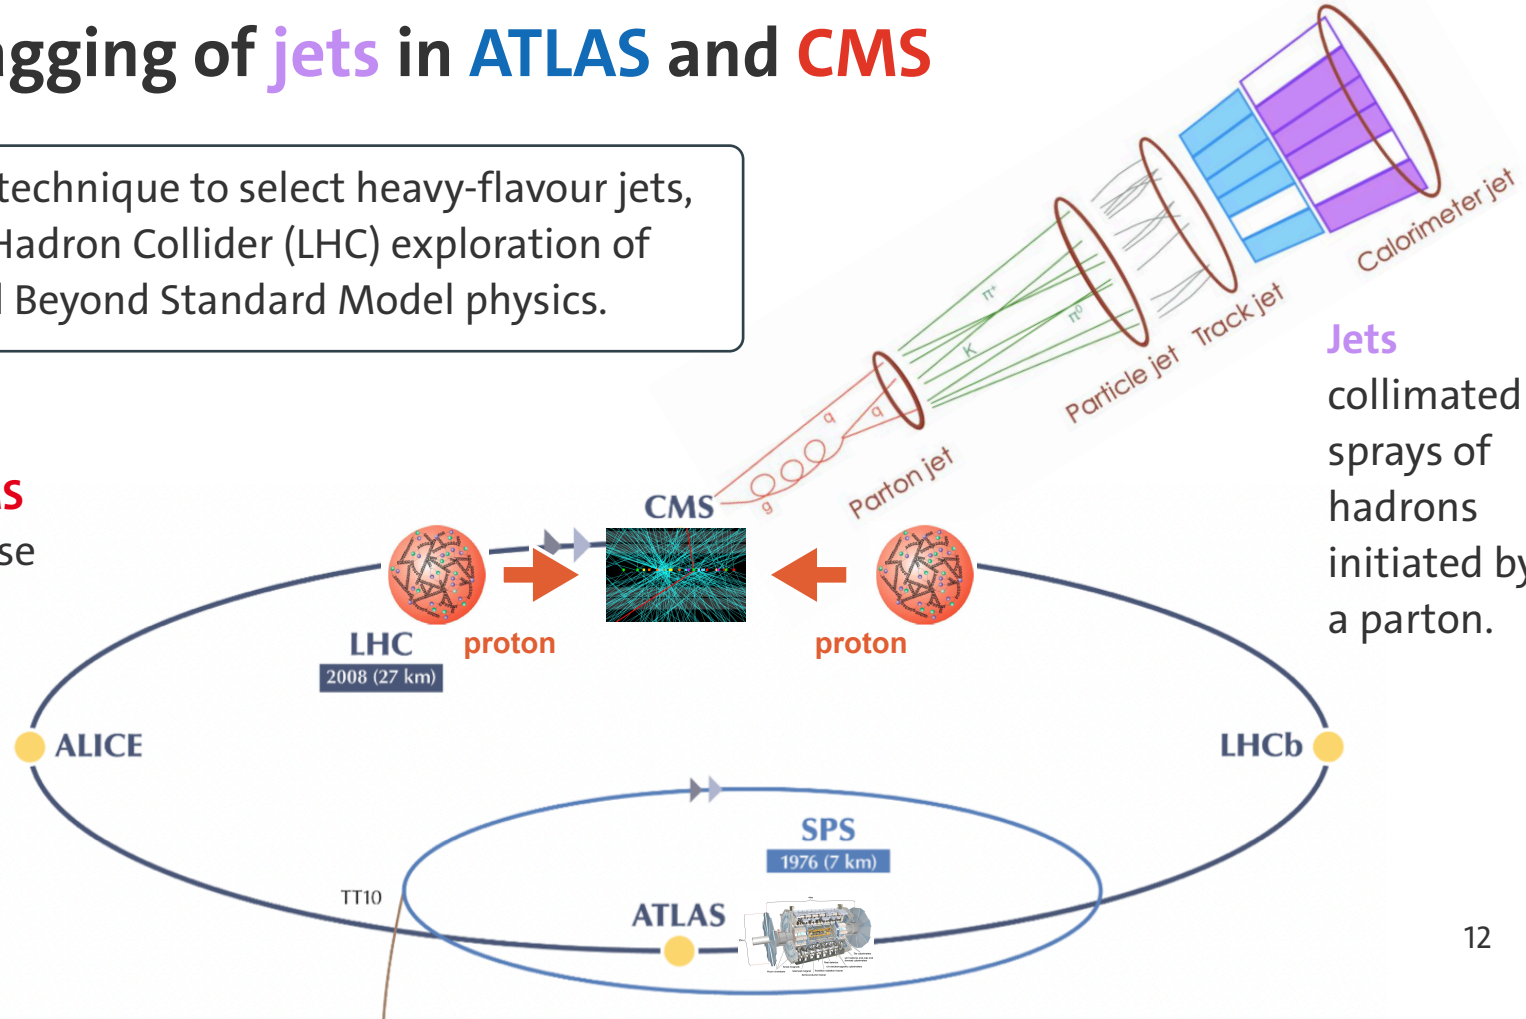 agging of jets in ATLAS and CMS
technique to select heavy-flavour jets,
Hadron Collider (LHC) exploration of
Beyond Standard Model physics.
Calorimeter jet
Track jet
Particle jet
Parton jet
π⁺
π⁰
K
q
q
g
Jets
collimated
sprays of
hadrons
initiated by
a parton.
CMS
LHC
2008 (27 km)
proton
proton
ALICE
LHCb
SPS
1976 (7 km)
TT10
ATLAS
12